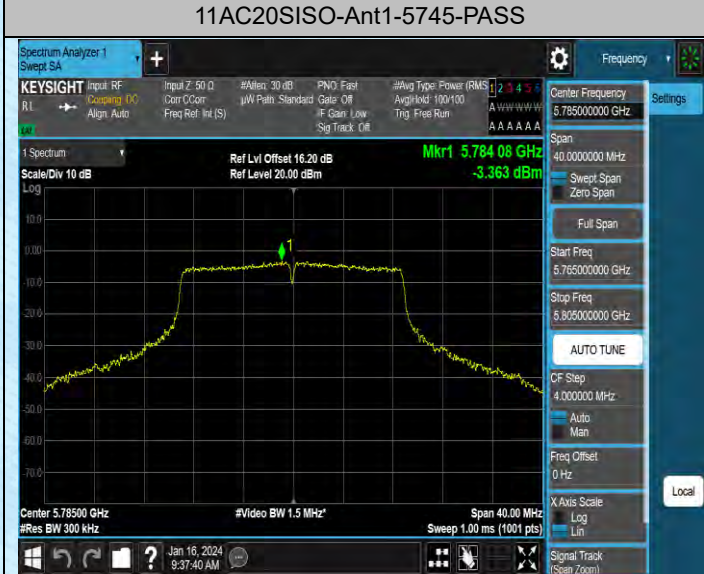 11AC20SISO-Ant1-5745-PASS
Spectrum Analyzer 1
Swept SA
+
Frequency
KEYSIGHT
RL
Input: RF
Coupling: DC
Align: Auto
Input Z: 50 Ω
Corr CCorr
Freq Ref: Int (S)
#Atten: 30 dB
µW Path: Standard
PNO: Fast
Gate: Off
IF Gain: Low
Sig Track: Off
#Avg Type: Power (RMS
Avg|Hold: 100/100
Trig: Free Run
1 2 3 4 5 6
A W W W W W
A A A A A A
1 Spectrum
Scale/Div 10 dB
Ref Lvl Offset 16.20 dB
Ref Level 20.00 dBm
Mkr1 5.784 08 GHz
-3.363 dBm
Log
10.0
0.00
-10.0
-20.0
-30.0
-40.0
-50.0
-60.0
-70.0
1
Center 5.78500 GHz
#Res BW 300 kHz
#Video BW 1.5 MHz*
Span 40.00 MHz
Sweep 1.00 ms (1001 pts)
?
Jan 16, 2024
9:37:40 AM
Center Frequency
5.785000000 GHz
Settings
Span
40.0000000 MHz
Swept Span
Zero Span
Full Span
Start Freq
5.765000000 GHz
Stop Freq
5.805000000 GHz
AUTO TUNE
CF Step
4.000000 MHz
Auto
Man
Freq Offset
0 Hz
X Axis Scale
Log
Lin
Local
Signal Track
(Span Zoom)